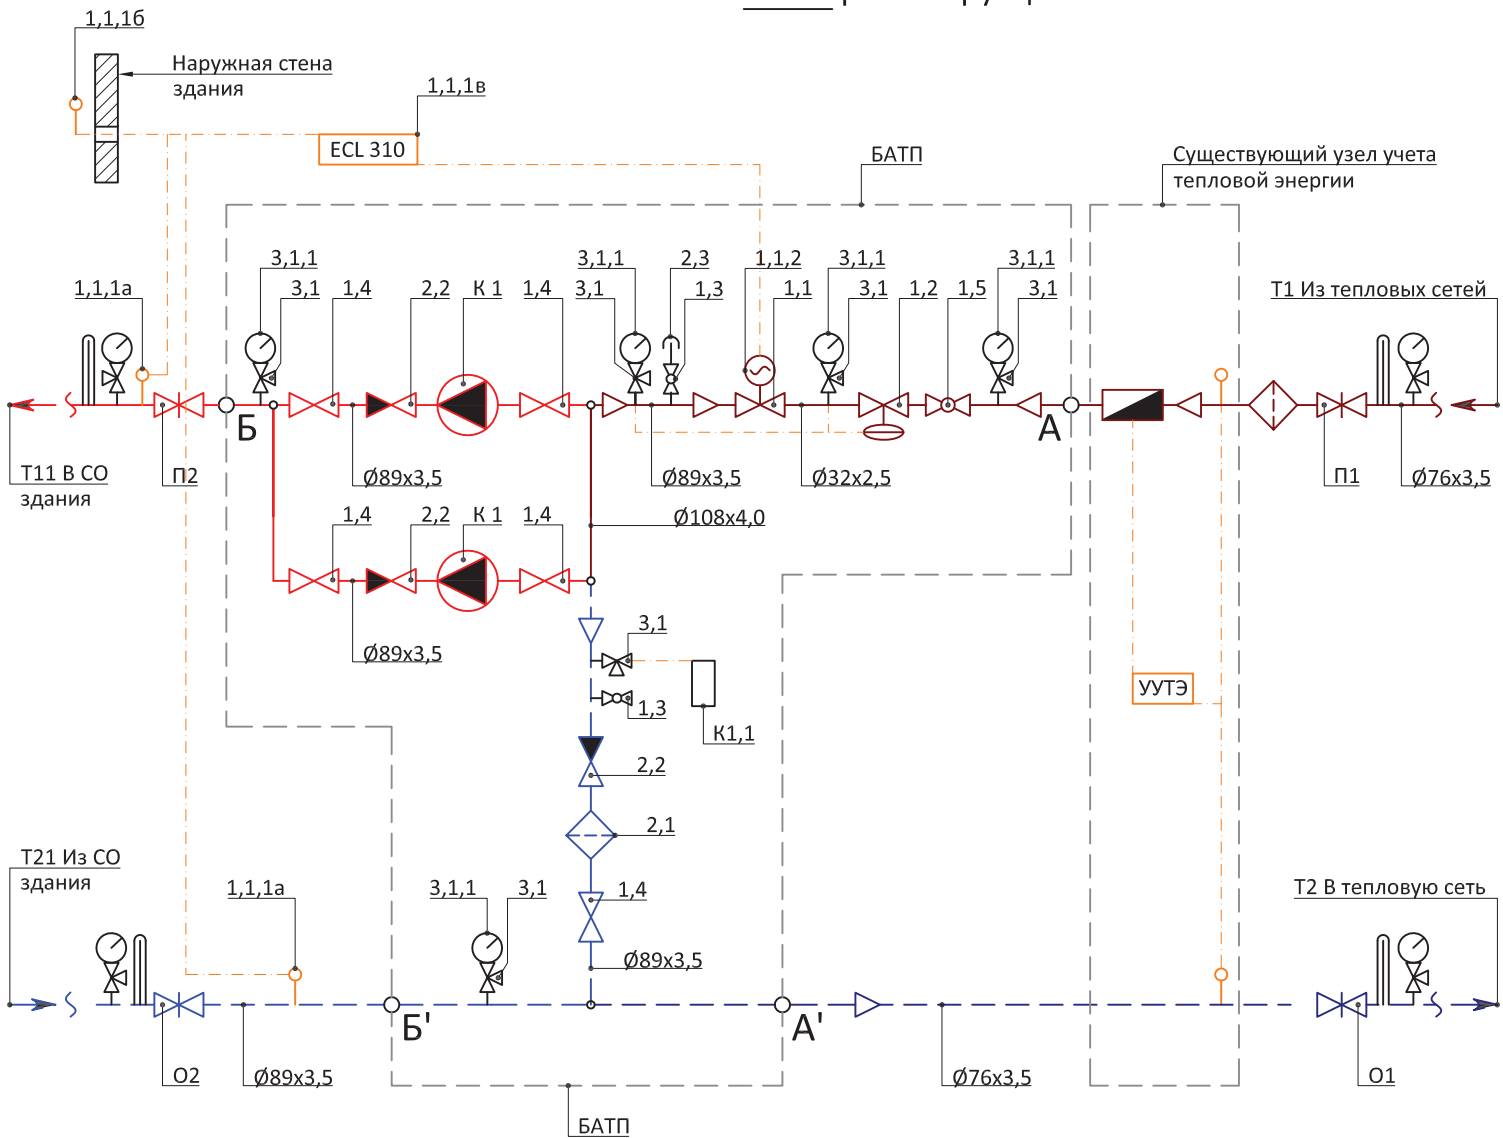 1,1,1б
Наружная стена
здания
1,1,1в
ECL 310
БАТП
Существующий узел учета
тепловой энергии
3,1,1
3,1,1
2,3
1,1,2
3,1,1
3,1,1
1,1,1а
3,1
1,4
2,2
К 1
1,4
3,1
1,3
1,1
3,1
1,2
1,5
3,1
Т1 Из тепловых сетей
Б
А
Т11 В СО
здания
П2
Ø89х3,5
Ø89х3,5
Ø32х2,5
П1
Ø76х3,5
1,4
2,2
К 1
1,4
Ø108х4,0
Ø89х3,5
3,1
УУТЭ
1,3
К1,1
2,2
2,1
Т21 Из СО
здания
1,1,1а
3,1,1
3,1
1,4
Т2 В тепловую сеть
Ø89х3,5
Б'
А'
О2
Ø89х3,5
Ø76х3,5
О1
БАТП